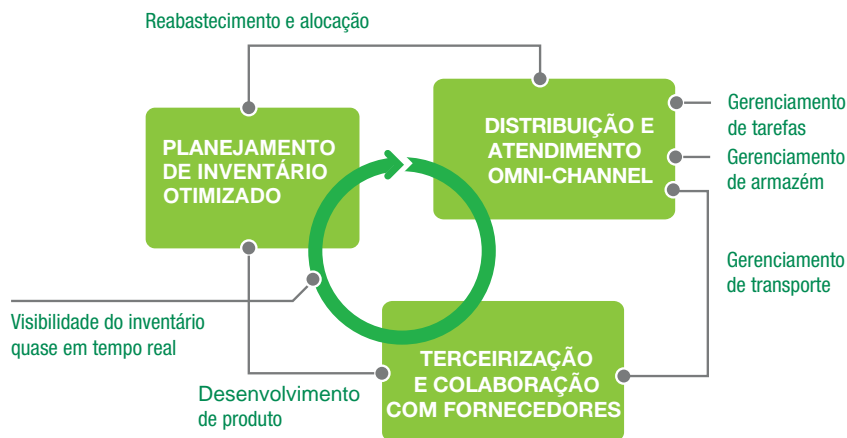 Reabastecimento e alocação
PLANEJAMENTO
DE INVENTÁRIO
OTIMIZADO
DISTRIBUIÇÃO E
ATENDIMENTO
OMNI-CHANNEL
Gerenciamento
de tarefas
Gerenciamento
de armazém
Gerenciamento
de transporte
Visibilidade do inventário
quase em tempo real
Desenvolvimento
de produto
TERCEIRIZAÇÃO
E COLABORAÇÃO
COM FORNECEDORES